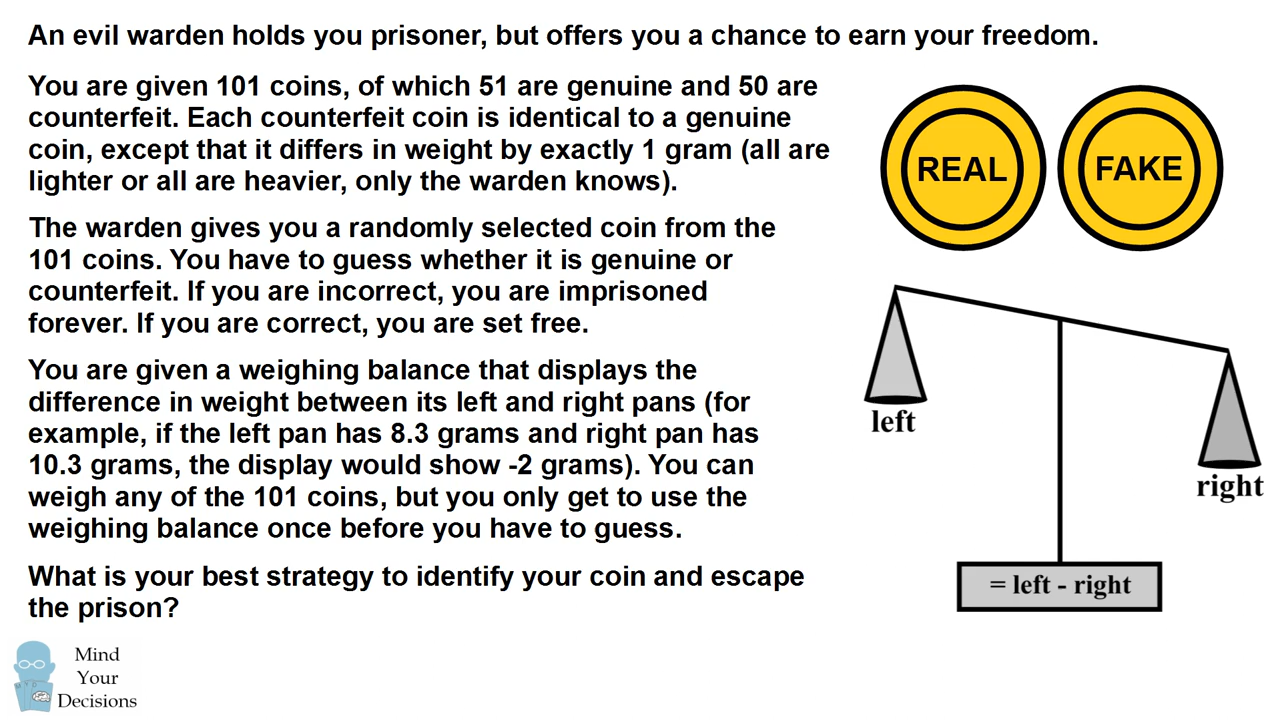 An evil warden holds you prisoner, but offers you a chance to earn your freedom.
You are given 101 coins, of which 51 are genuine and 50 are
counterfeit. Each counterfeit coin is identical to a genuine
coin, except that it differs in weight by exactly 1 gram (all are
lighter or all are heavier, only the warden knows).
The warden gives you a randomly selected coin from the
101 coins. You have to guess whether it is genuine or
counterfeit. If you are incorrect, you are imprisoned
forever. If you are correct, you are set free.
You are given a weighing balance that displays the
difference in weight between its left and right pans (for
example, if the left pan has 8.3 grams and right pan has
10.3 grams, the display would show -2 grams). You can
weigh any of the 101 coins, but you only get to use the
weighing balance once before you have to guess.
What is your best strategy to identify your coin and escape
the prison?
REAL
FAKE
left
right
= left - right
Mind
Your
Decisions